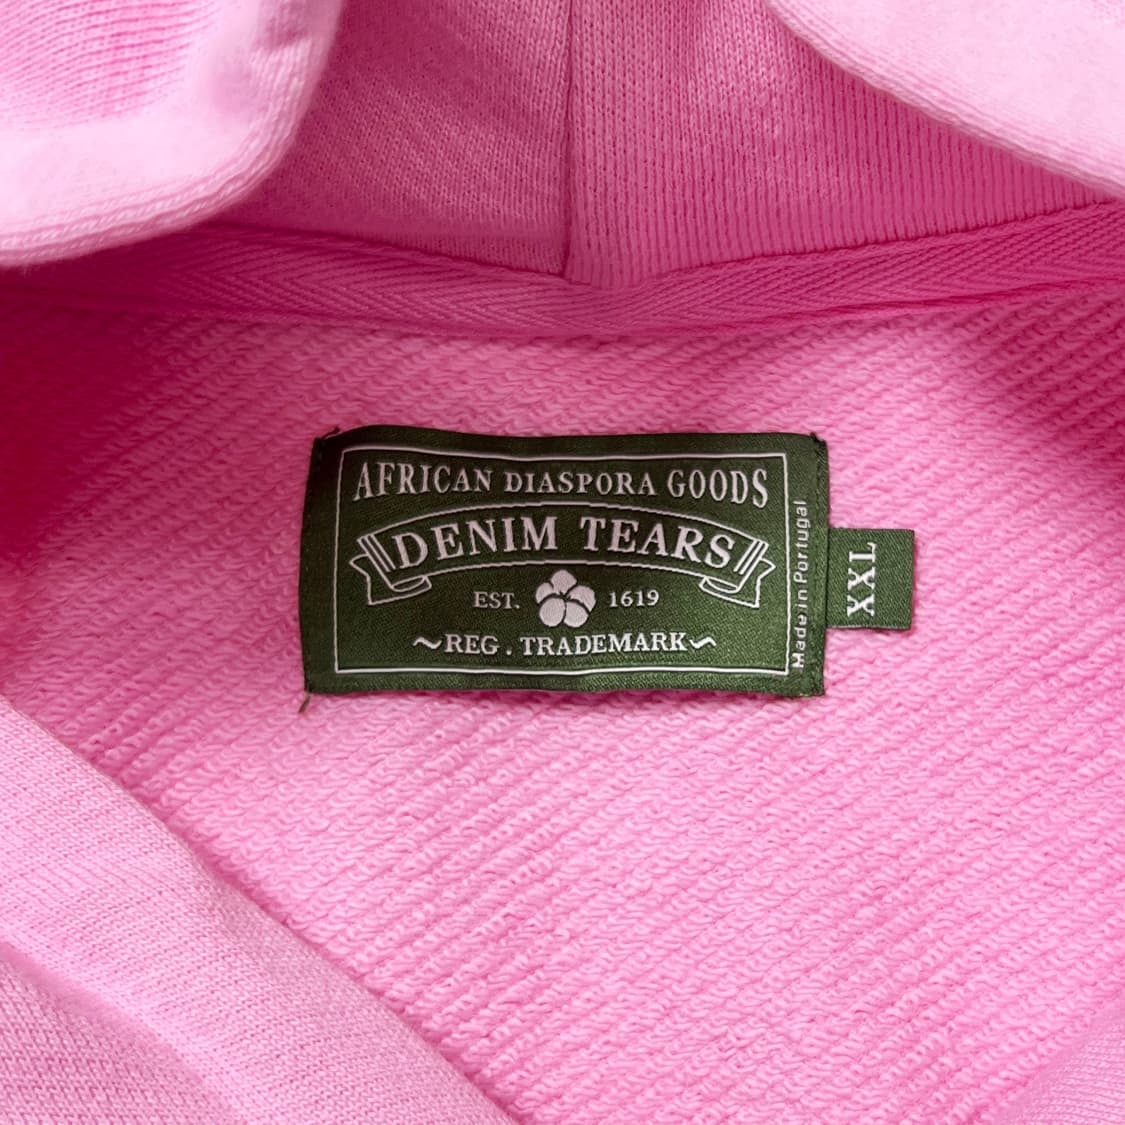 AFRICAN DIASPORA GOODS
DENIM TEARS
EST. 1619
~REG. TRADEMARK~
Made in Portugal
XXL